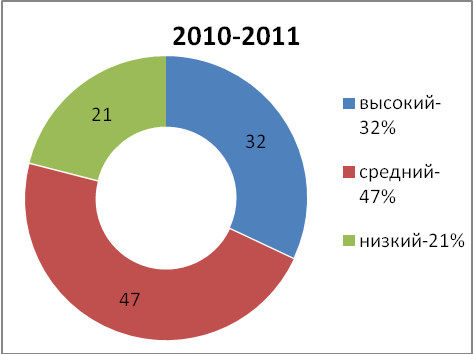 2010-2011
21
32
47
высокий-
32%
средний-
47%
низкий-21%